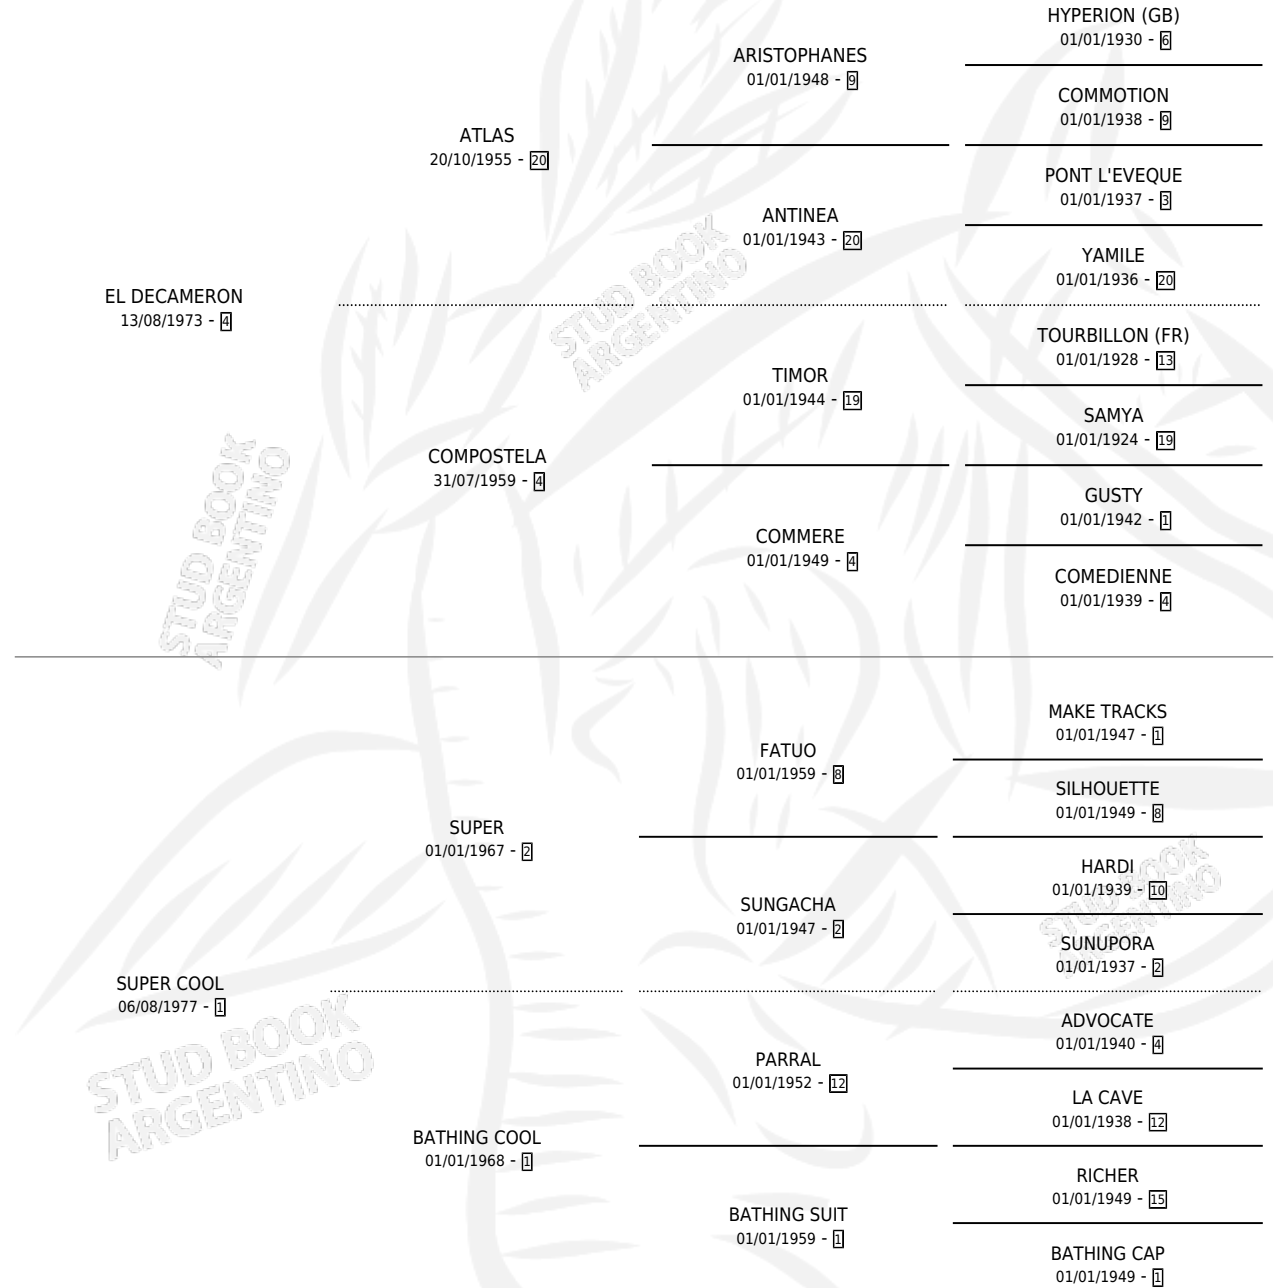 HYPERION (GB)
01/01/1930 - 6
ARISTOPHANES
01/01/1948 - 9
COMMOTION
01/01/1938 - 9
ATLAS
20/10/1955 - 20
PONT L'EVEQUE
01/01/1937 - 3
ANTINEA
01/01/1943 - 20
YAMILE
01/01/1936 - 20
EL DECAMERON
13/08/1973 - 4
TOURBILLON (FR)
01/01/1928 - 13
TIMOR
01/01/1944 - 19
SAMYA
01/01/1924 - 19
COMPOSTELA
31/07/1959 - 4
GUSTY
01/01/1942 - 1
COMMERE
01/01/1949 - 4
COMEDIENNE
01/01/1939 - 4
MAKE TRACKS
01/01/1947 - 1
FATUO
01/01/1959 - 8
SILHOUETTE
01/01/1949 - 8
SUPER
01/01/1967 - 2
HARDI
01/01/1939 - 10
SUNGACHA
01/01/1947 - 2
SUNUPORA
01/01/1937 - 2
SUPER COOL
06/08/1977 - 1
ADVOCATE
01/01/1940 - 4
PARRAL
01/01/1952 - 12
LA CAVE
01/01/1938 - 12
BATHING COOL
01/01/1968 - 1
RICHER
01/01/1949 - 15
BATHING SUIT
01/01/1959 - 1
BATHING CAP
01/01/1949 - 1
STUD BOOK
ARGENTINO
STUD BOOK
ARGENTINO
STUD BOOK
ARGENTINO
STUD BOOK
ARGENTINO